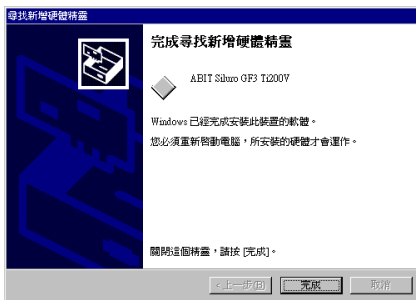 尋找新增硬體精靈
完成尋找新增硬體精靈
ABIT Siluro GF3 Ti200V
Windows 已經完成安裝此裝置的軟體。
您必須重新啟動電腦，所安裝的硬體才會運作。
關閉這個精靈，請按 [完成]。
< 上一步(B)
完成
取消